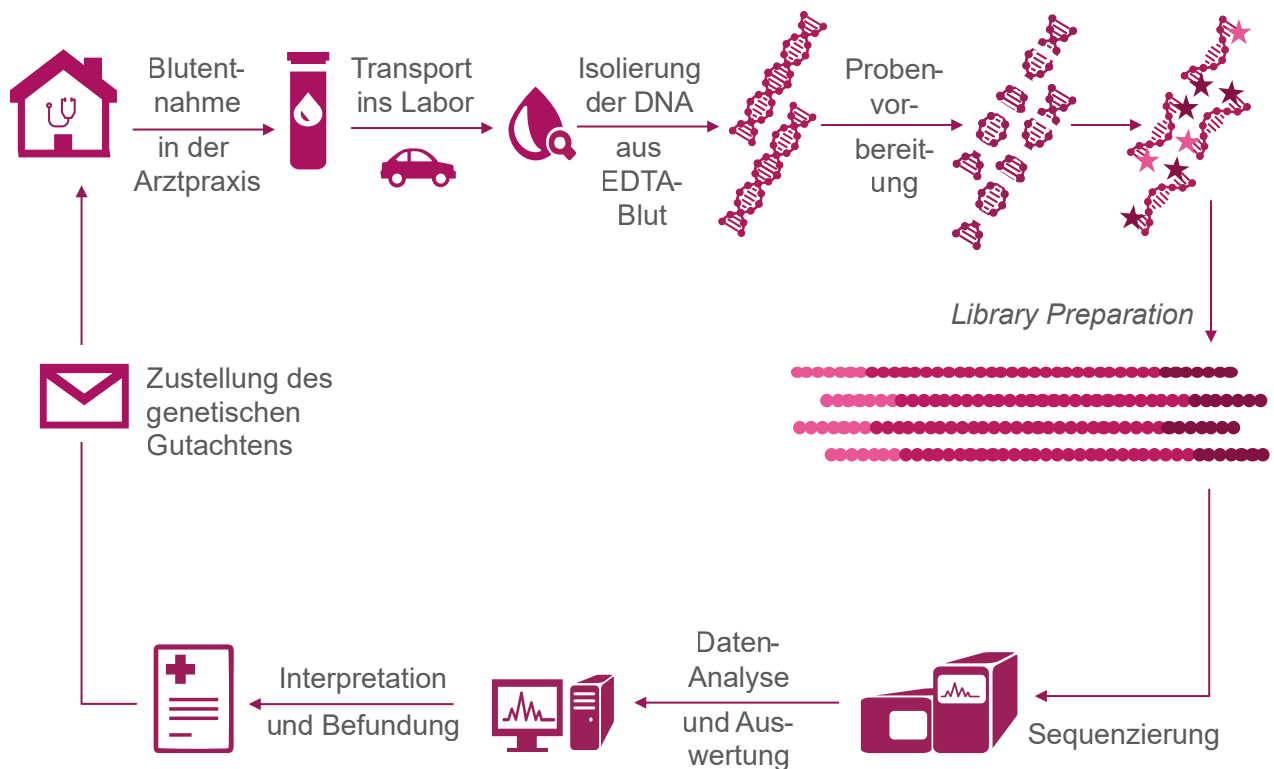 Blutent-
nahme
in der
Arztpraxis
Transport
ins Labor
Isolierung
der DNA
aus
EDTA-
Blut
Proben-
vor-
bereit-
ung
Library Preparation
Zustellung des
genetischen
Gutachtens
Interpretation
und Befundung
Daten-
Analyse
und Aus-
wertung
Sequenzierung